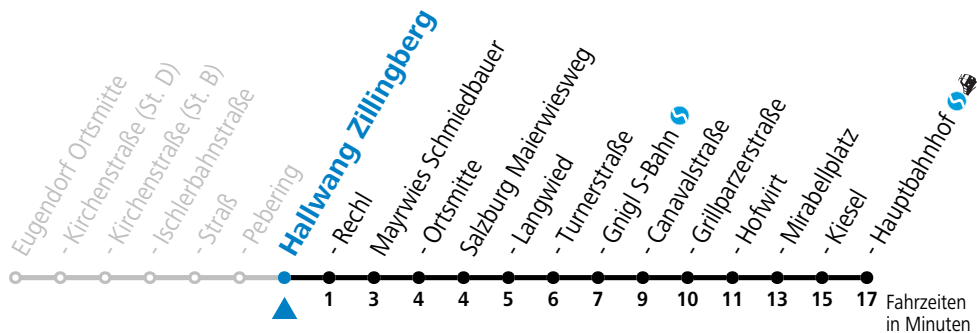 Eugendorf Ortsmitte
- Kirchenstraße (St. D)
- Kirchenstraße (St. B)
- Ischlerbahnstraße
- Straß
- Pebering
Hallwang Zillingberg
- Rechl
Mayrwies Schmiedbauer
- Ortsmitte
Salzburg Maierwiesweg
- Langwied
- Turnerstraße
- Gnigl S-Bahn
- Canavalstraße
- Grillparzerstraße
- Hofwirt
- Mirabellplatz
- Kiesel
- Hauptbahnhof
1 3 4 4 5 6 7 9 10 11 13 15 17 Fahrzeiten
in Minuten